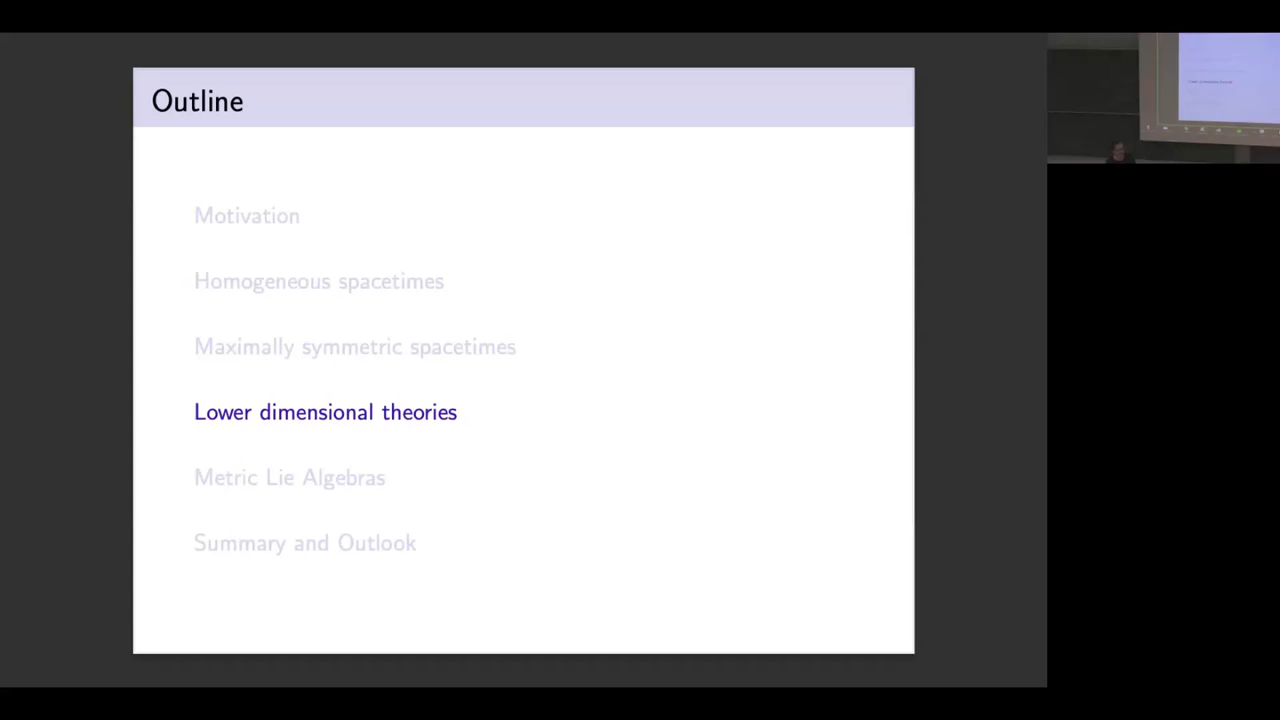 Outline
Motivation
Homogeneous spacetimes
Maximally symmetric spacetimes
Lower dimensional theories
Metric Lie Algebras
Summary and Outlook